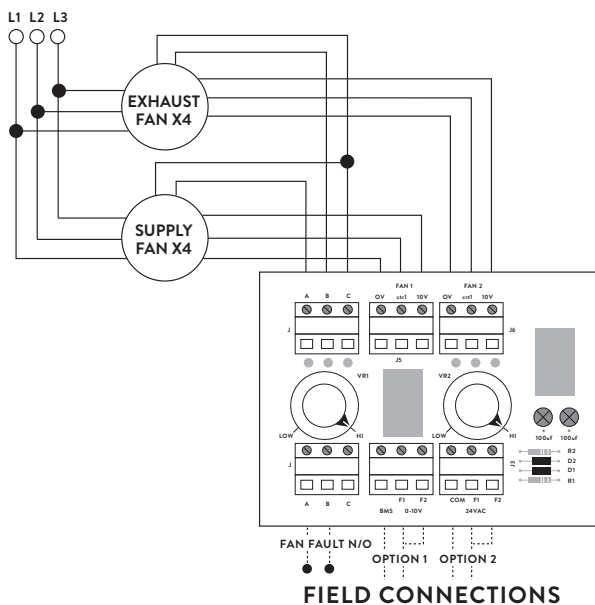 L1 L2 L3
EXHAUST
FAN X4
SUPPLY
FAN X4
FAN 1 FAN 2
A B C OV 10V OV 10V
J J6
J5
VR1 VR2
LOW HI LOW HI
+ +
100uf 100uf
R2
D2
D1
R1
J J3
A B C
F1 F2 COM F1 F2
BMS 0-10V 24VAC
FAN FAULT N/O
OPTION 1 OPTION 2
FIELD CONNECTIONS